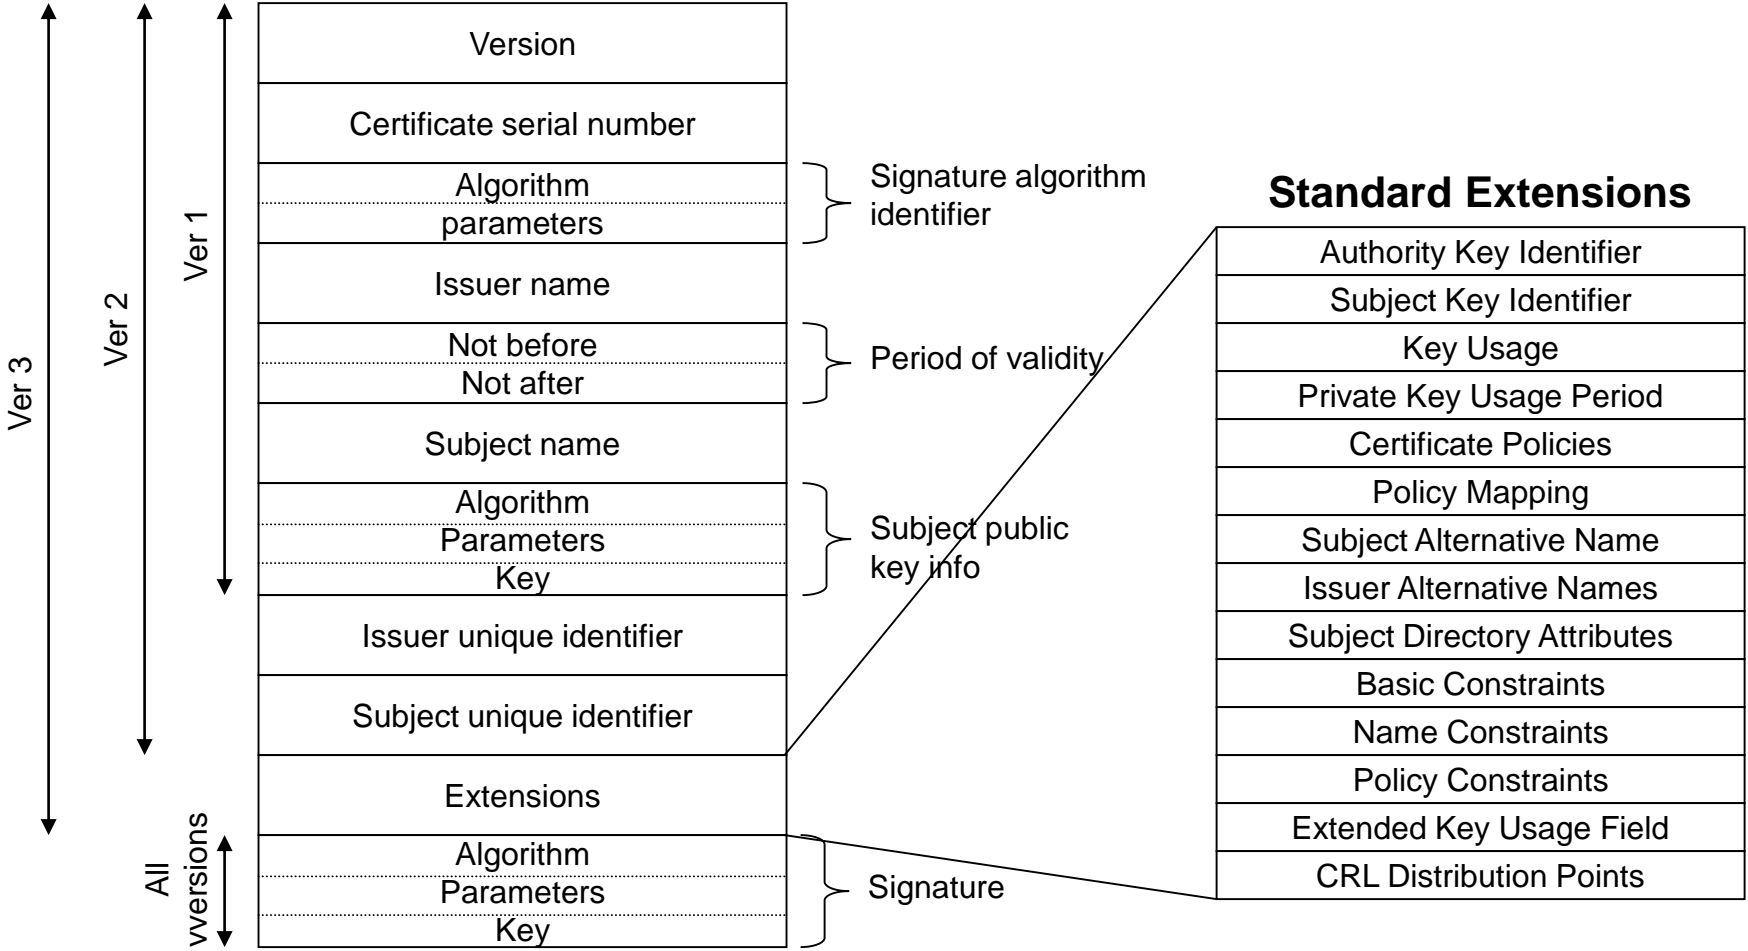 Ver 3
Ver 2
Ver 1
All
vversions
Version
Certificate serial number
Algorithm
parameters
Signature algorithm
identifier
Issuer name
Not before
Not after
Period of validity
Subject name
Algorithm
Parameters
Key
Subject public
key info
Issuer unique identifier
Subject unique identifier
Extensions
Algorithm
Parameters
Key
Signature
Standard Extensions
Authority Key Identifier
Subject Key Identifier
Key Usage
Private Key Usage Period
Certificate Policies
Policy Mapping
Subject Alternative Name
Issuer Alternative Names
Subject Directory Attributes
Basic Constraints
Name Constraints
Policy Constraints
Extended Key Usage Field
CRL Distribution Points